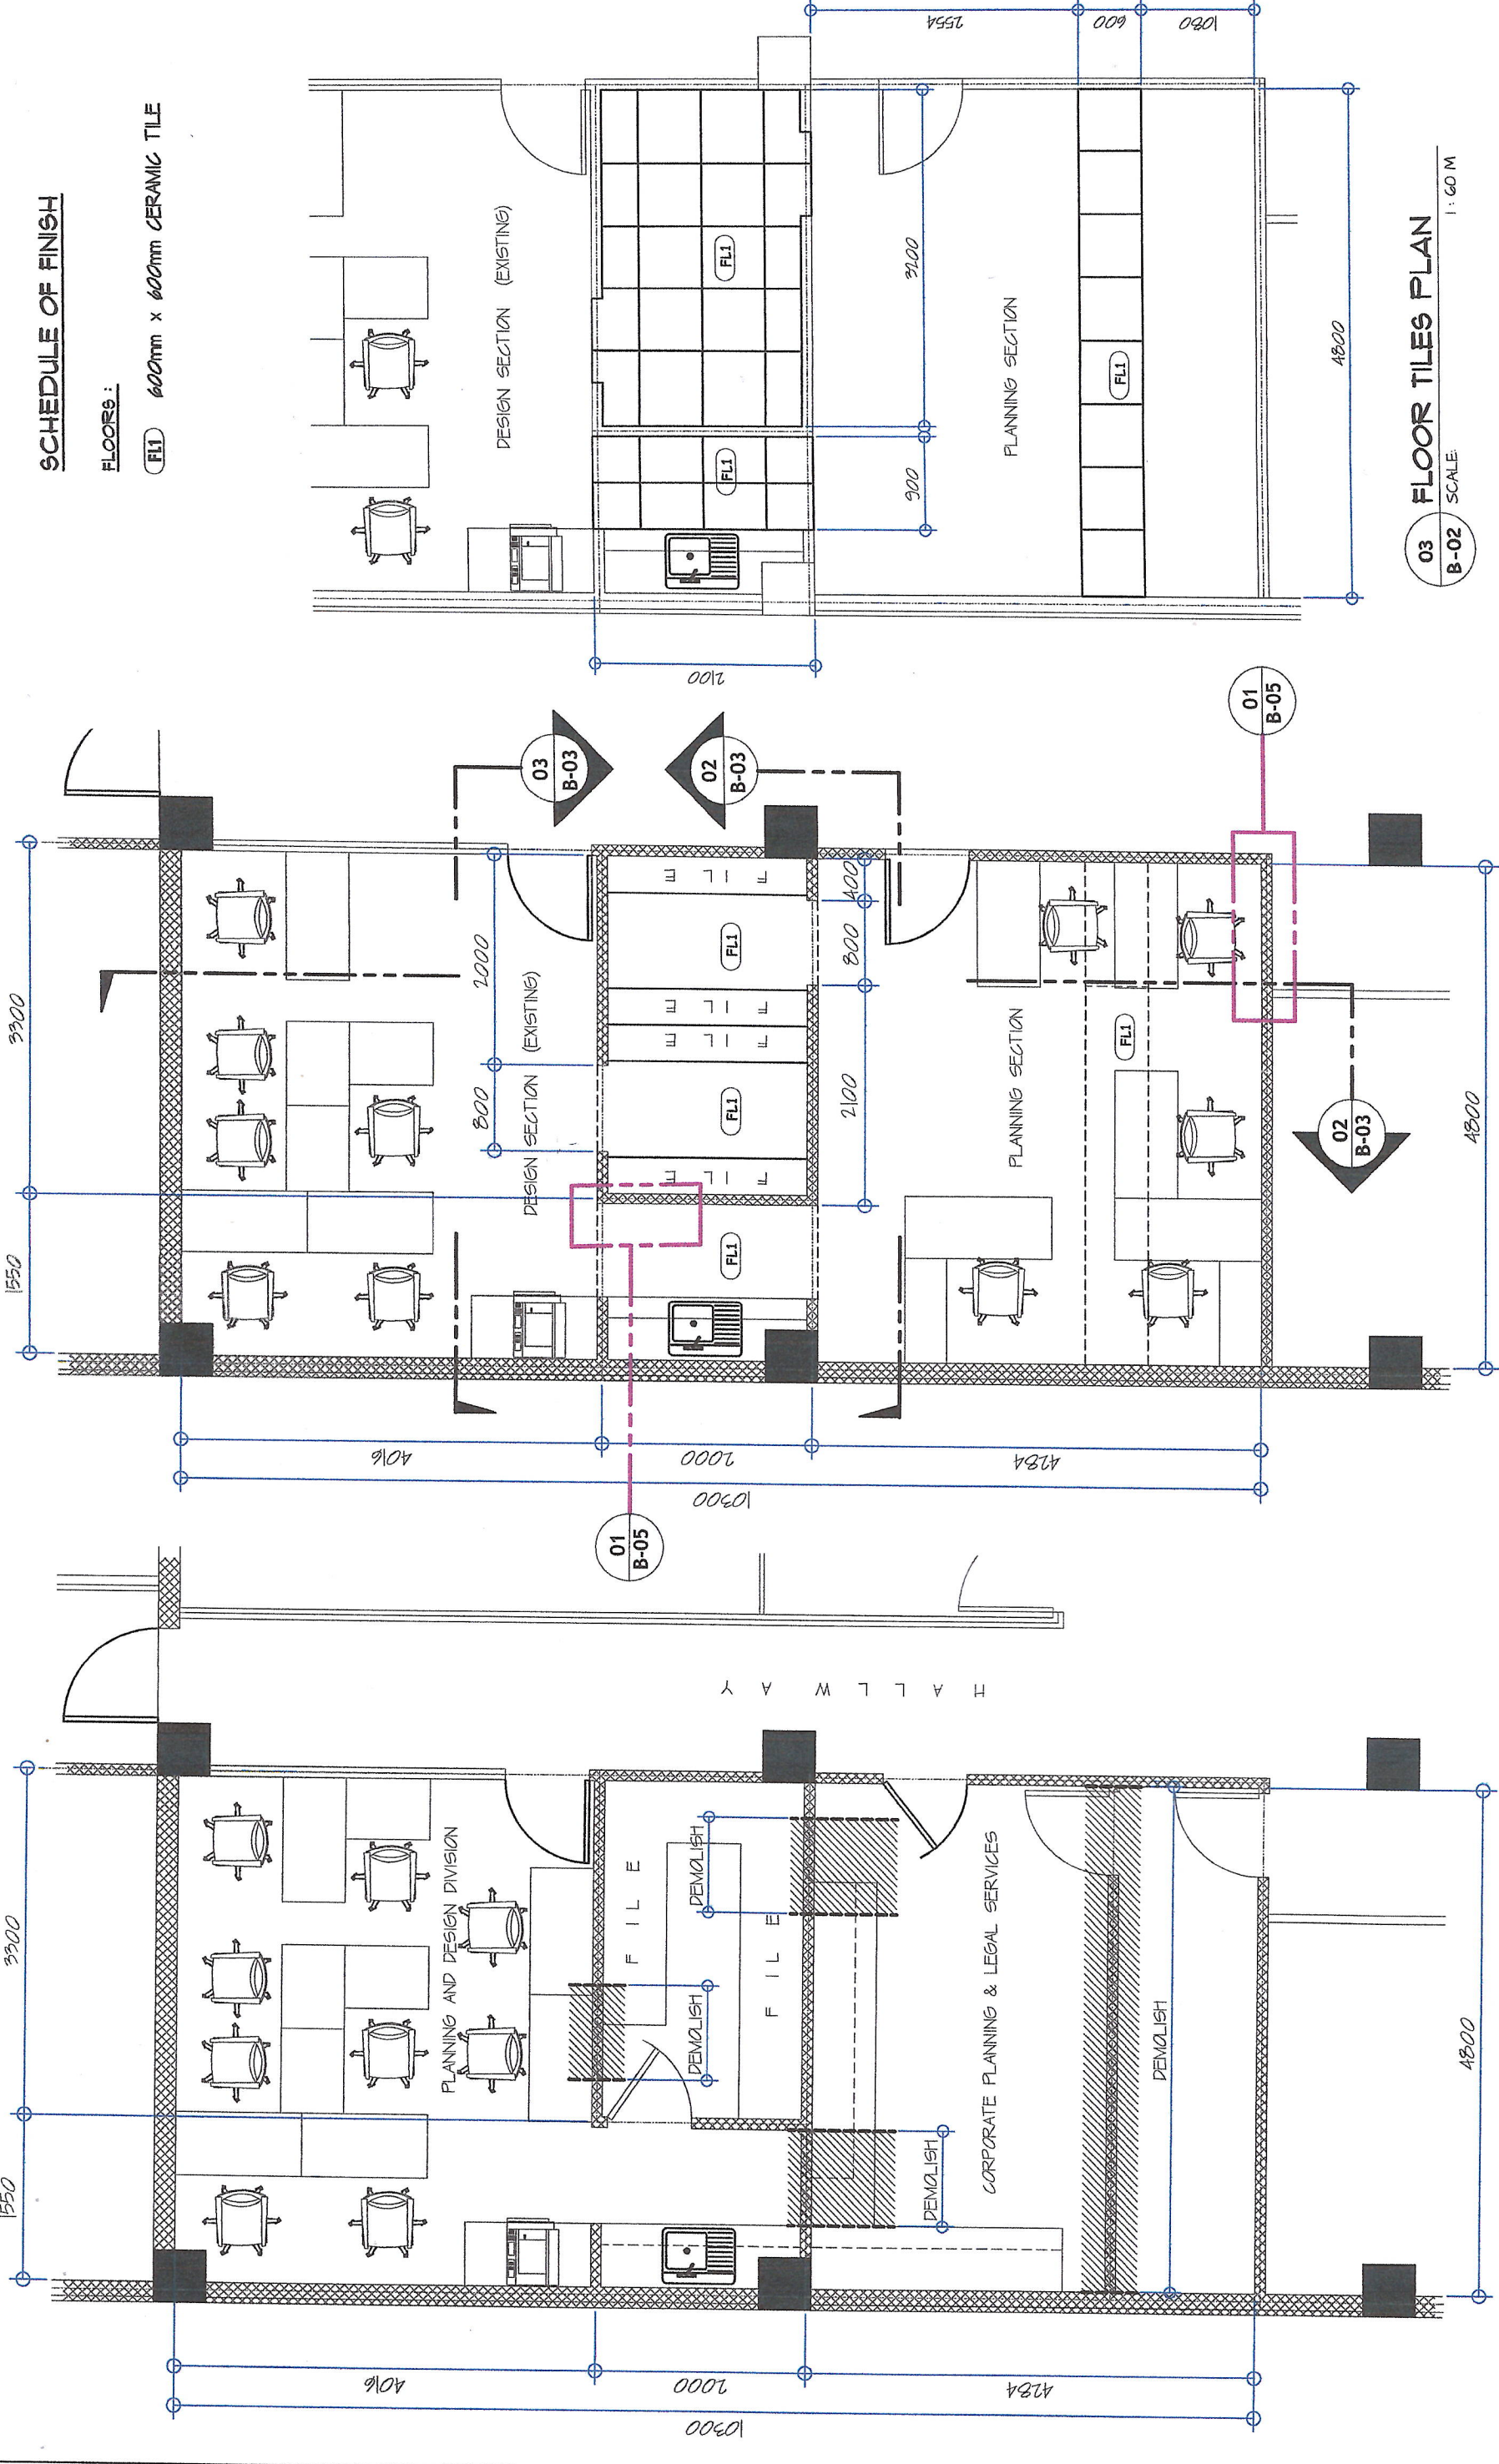 1550
3300
PLANNING AND DESIGN DIVISION
4016
2000
4284
10300
FILE
FILE
DEMOLISH
DEMOLISH
DEMOLISH
HALLWAY
CORPORATE PLANNING & LEGAL SERVICES
DEMOLISH
4800
1550
3300
2000
800
DESIGN SECTION (EXISTING)
03
B-03
02
B-03
4016
2000
4284
10300
01
B-05
FILE
FILE
FILE
FILE
FL1
FL1
FL1
2100
800
400
PLANNING SECTION
FL1
02
B-03
01
B-05
4800
SCHEDULE OF FINISH
FLOORS :
FL1 600mm x 600mm CERAMIC TILE
DESIGN SECTION (EXISTING)
2100
FL1
FL1
900
3200
2554
600
1080
PLANNING SECTION
FL1
4800
03
B-02
FLOOR TILES PLAN
SCALE: 1 : 60 M